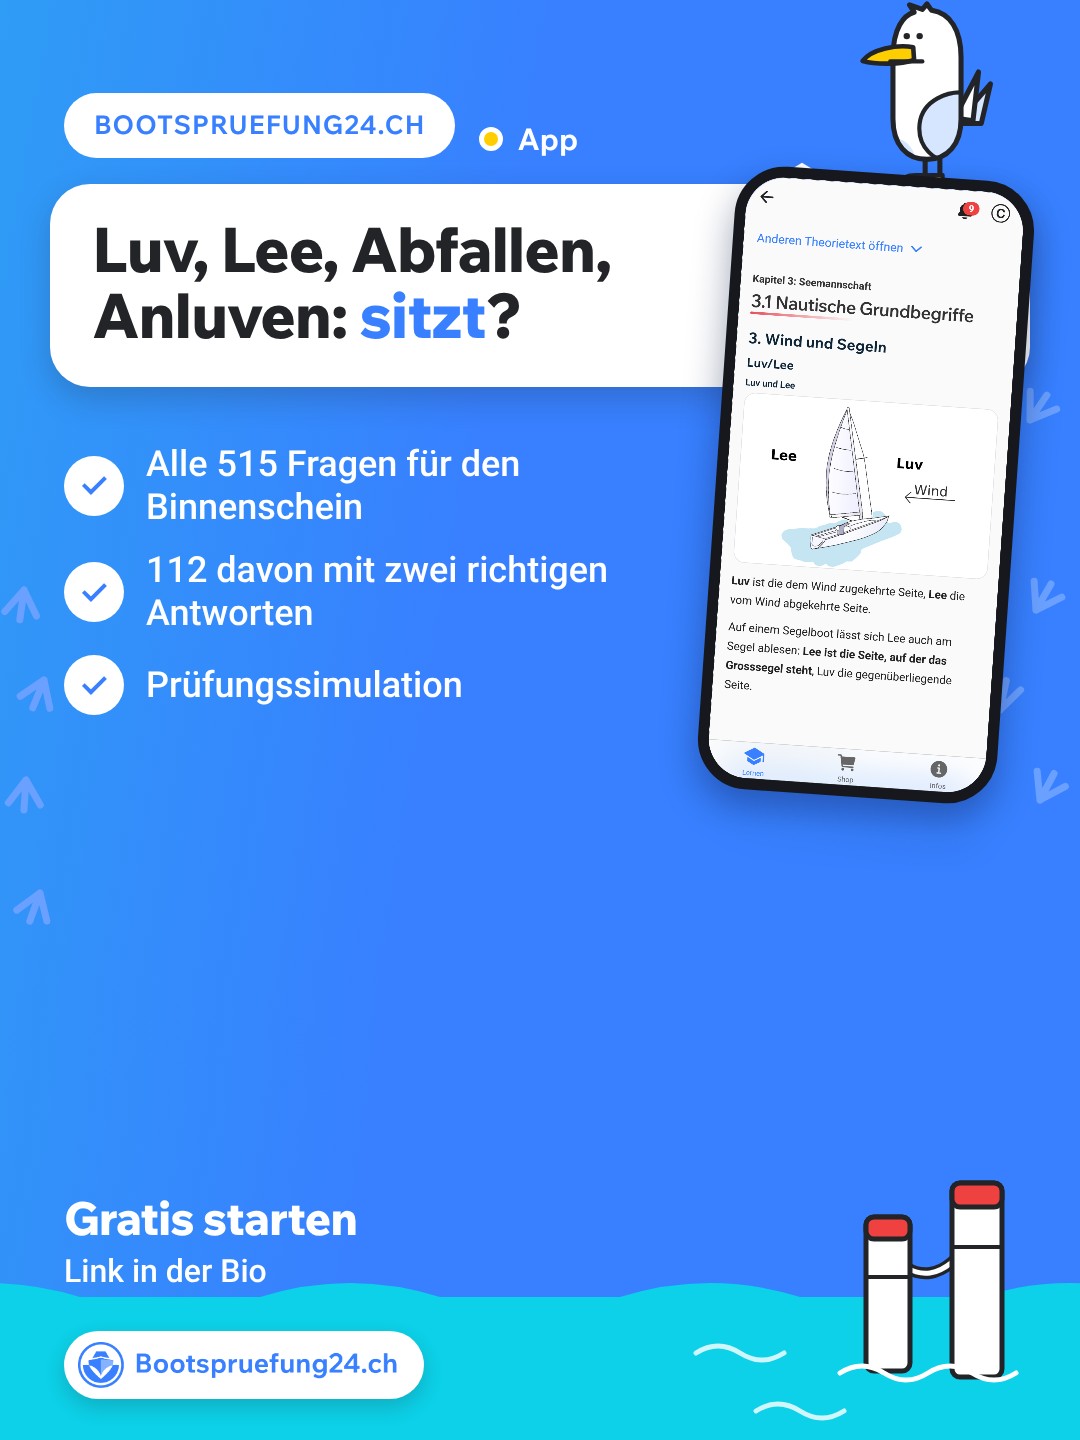 BOOTSPRUEFUNG24.CH
App
Luv, Lee, Abfallen,
Anluven: sitzt?
Alle 515 Fragen für den
Binnenschein
112 davon mit zwei richtigen
Antworten
Prüfungssimulation
9
C
Anderen Theorietext öffnen
Kapitel 3: Seemannschaft
3.1 Nautische Grundbegriffe
3. Wind und Segeln
Luv/Lee
Luv und Lee
Lee
Luv
Wind
Luv ist die dem Wind zugekehrte Seite, Lee die
vom Wind abgekehrte Seite.
Auf einem Segelboot lässt sich Lee auch am
Segel ablesen: Lee ist die Seite, auf der das
Grosssegel steht, Luv die gegenüberliegende
Seite.
Lernen
Shop
Infos
Gratis starten
Link in der Bio
Bootspruefung24.ch